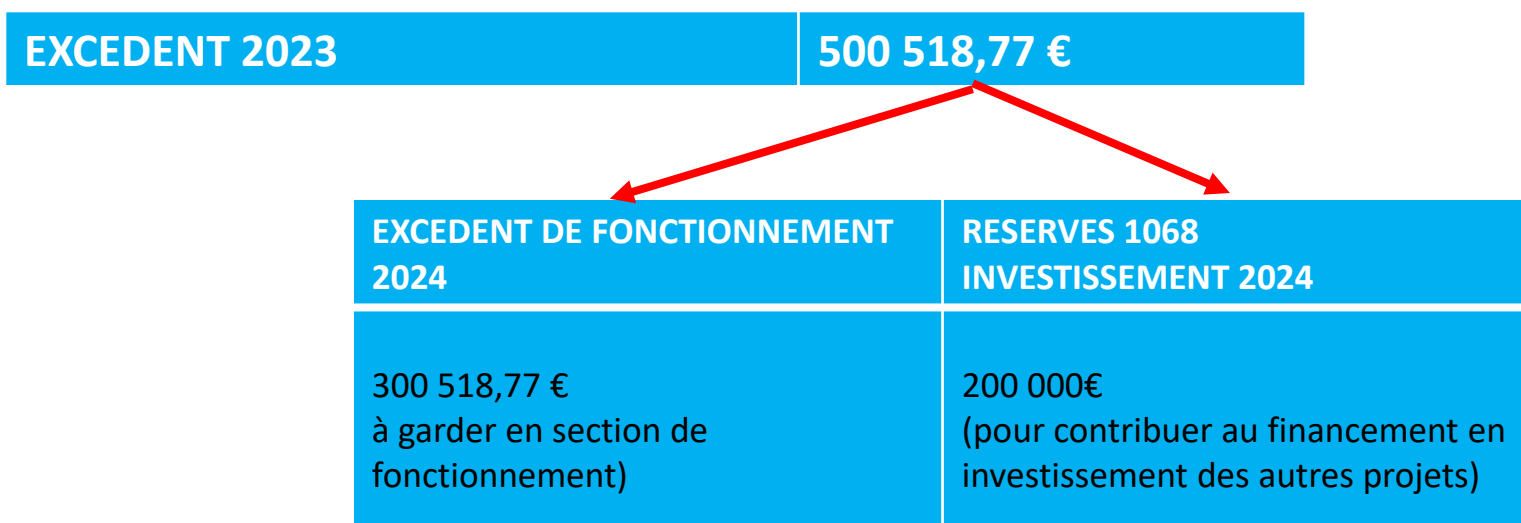 EXCEDENT 2023
500 518,77 €
EXCEDENT DE FONCTIONNEMENT
2024
RESERVES 1068
INVESTISSEMENT 2024
300 518,77 €
à garder en section de
fonctionnement)
200 000€
(pour contribuer au financement en
investissement des autres projets)